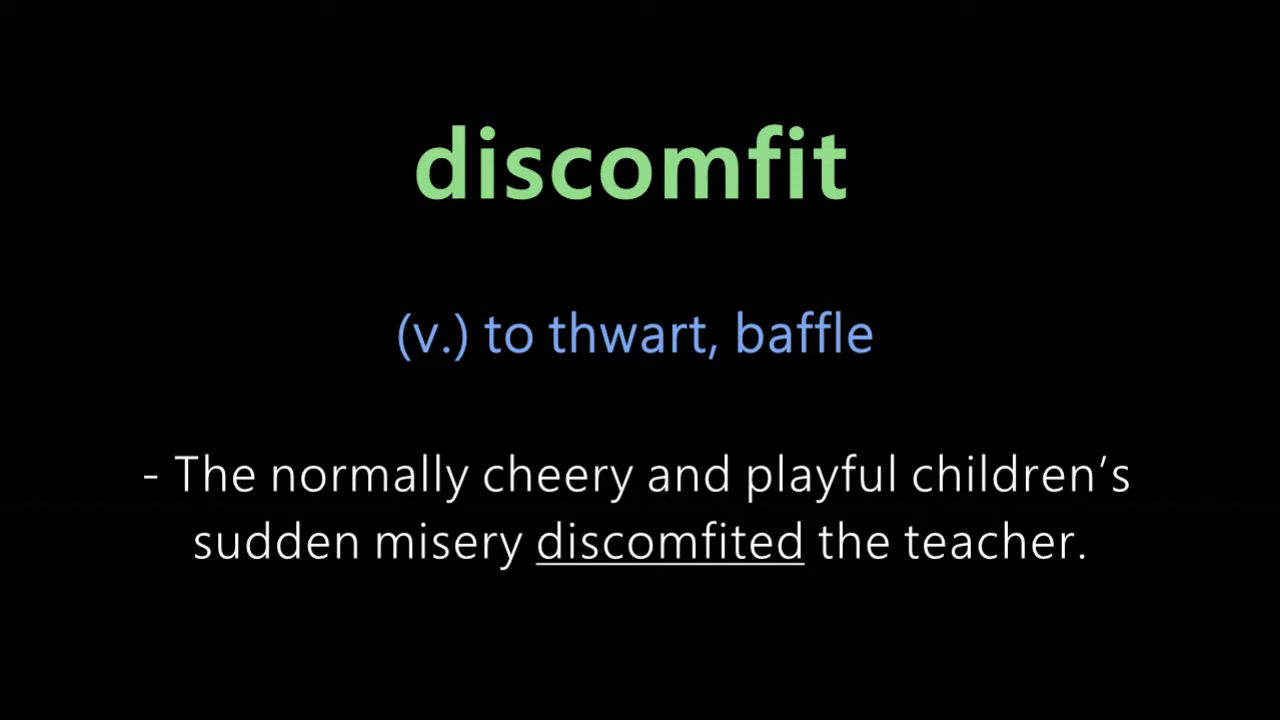 discomfit
(v.) to thwart, baffle
- The normally cheery and playful children’s
sudden misery discomfited the teacher.